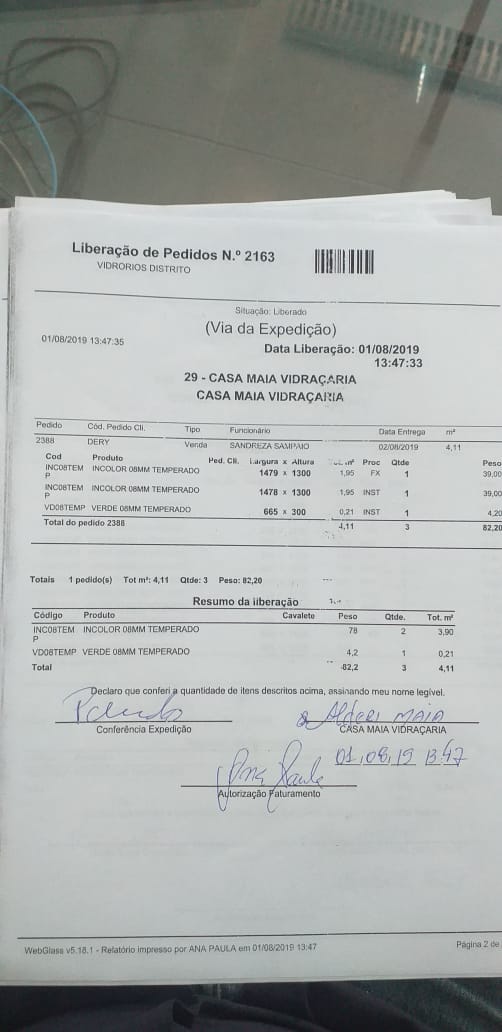 Liberação de Pedidos N.º 2163
VIDRORIOS DISTRITO
Situação: Liberado
(Via da Expedição)
01/08/2019 13:47:35
Data Liberação: 01/08/2019
13:47:33
29 - CASA MAIA VIDRAÇARIA
CASA MAIA VIDRAÇARIA
Pedido Cód. Pedido Cli. Tipo Funcionário Data Entrega m²
2388 DERY Venda SANDREZA SAMPAIO 02/08/2019 4,11
Cod Produto Ped. Cli. Largura x Altura m² Proc Qtde Peso
INC08TEM INCOLOR 08MM TEMPERADO 1479 x 1300 1,95 FX 1 39,00
P
INC08TEM INCOLOR 08MM TEMPERADO 1478 x 1300 1,95 INST 1 39,00
P
VD08TEMP VERDE 08MM TEMPERADO 665 x 300 0,21 INST 1 4,20
Total do pedido 2388 4,11 3 82,20
Totais 1 pedido(s) Tot m²: 4,11 Qtde: 3 Peso: 82,20
Resumo da liberação
Código Produto Cavalete Peso Qtde. Tot. m²
INC08TEM INCOLOR 08MM TEMPERADO 78 2 3,90
P
VD08TEMP VERDE 08MM TEMPERADO 4,2 1 0,21
Total 82,2 3 4,11
Declaro que conferi a quantidade de itens descritos acima, assinando meu nome legível.
Alderi MAIA
Conferência Expedição
CASA MAIA VIDRAÇARIA
01,08,19 13:47
Ana Paula
Autorização Faturamento
WebGlass v5.18.1 - Relatório impresso por ANA PAULA em 01/08/2019 13:47
Página 2 de